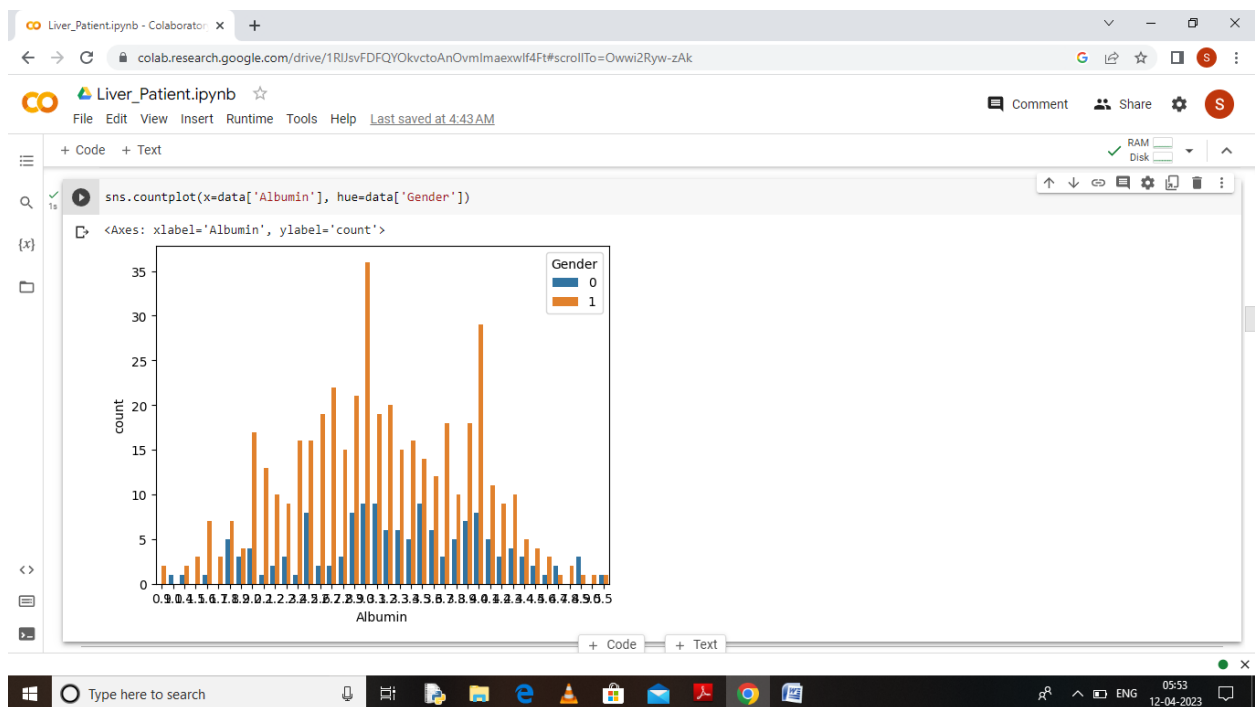 Liver_Patient.ipynb - Colaborator
colab.research.google.com/drive/1RlJsvFDFQYOkvctoAnOvmImaexwIf4Ft#scrollTo=Owwi2Ryw-zAk
G
S
Liver_Patient.ipynb
Comment
Share
S
File Edit View Insert Runtime Tools Help Last saved at 4:43 AM
+ Code + Text
RAM
Disk
1s
sns.countplot(x=data['Albumin'], hue=data['Gender'])
{x}
<Axes: xlabel='Albumin', ylabel='count'>
Gender
0
1
35
30
25
20
15
10
5
0
count
Albumin
+ Code + Text
Type here to search
ENG
05:53
12-04-2023